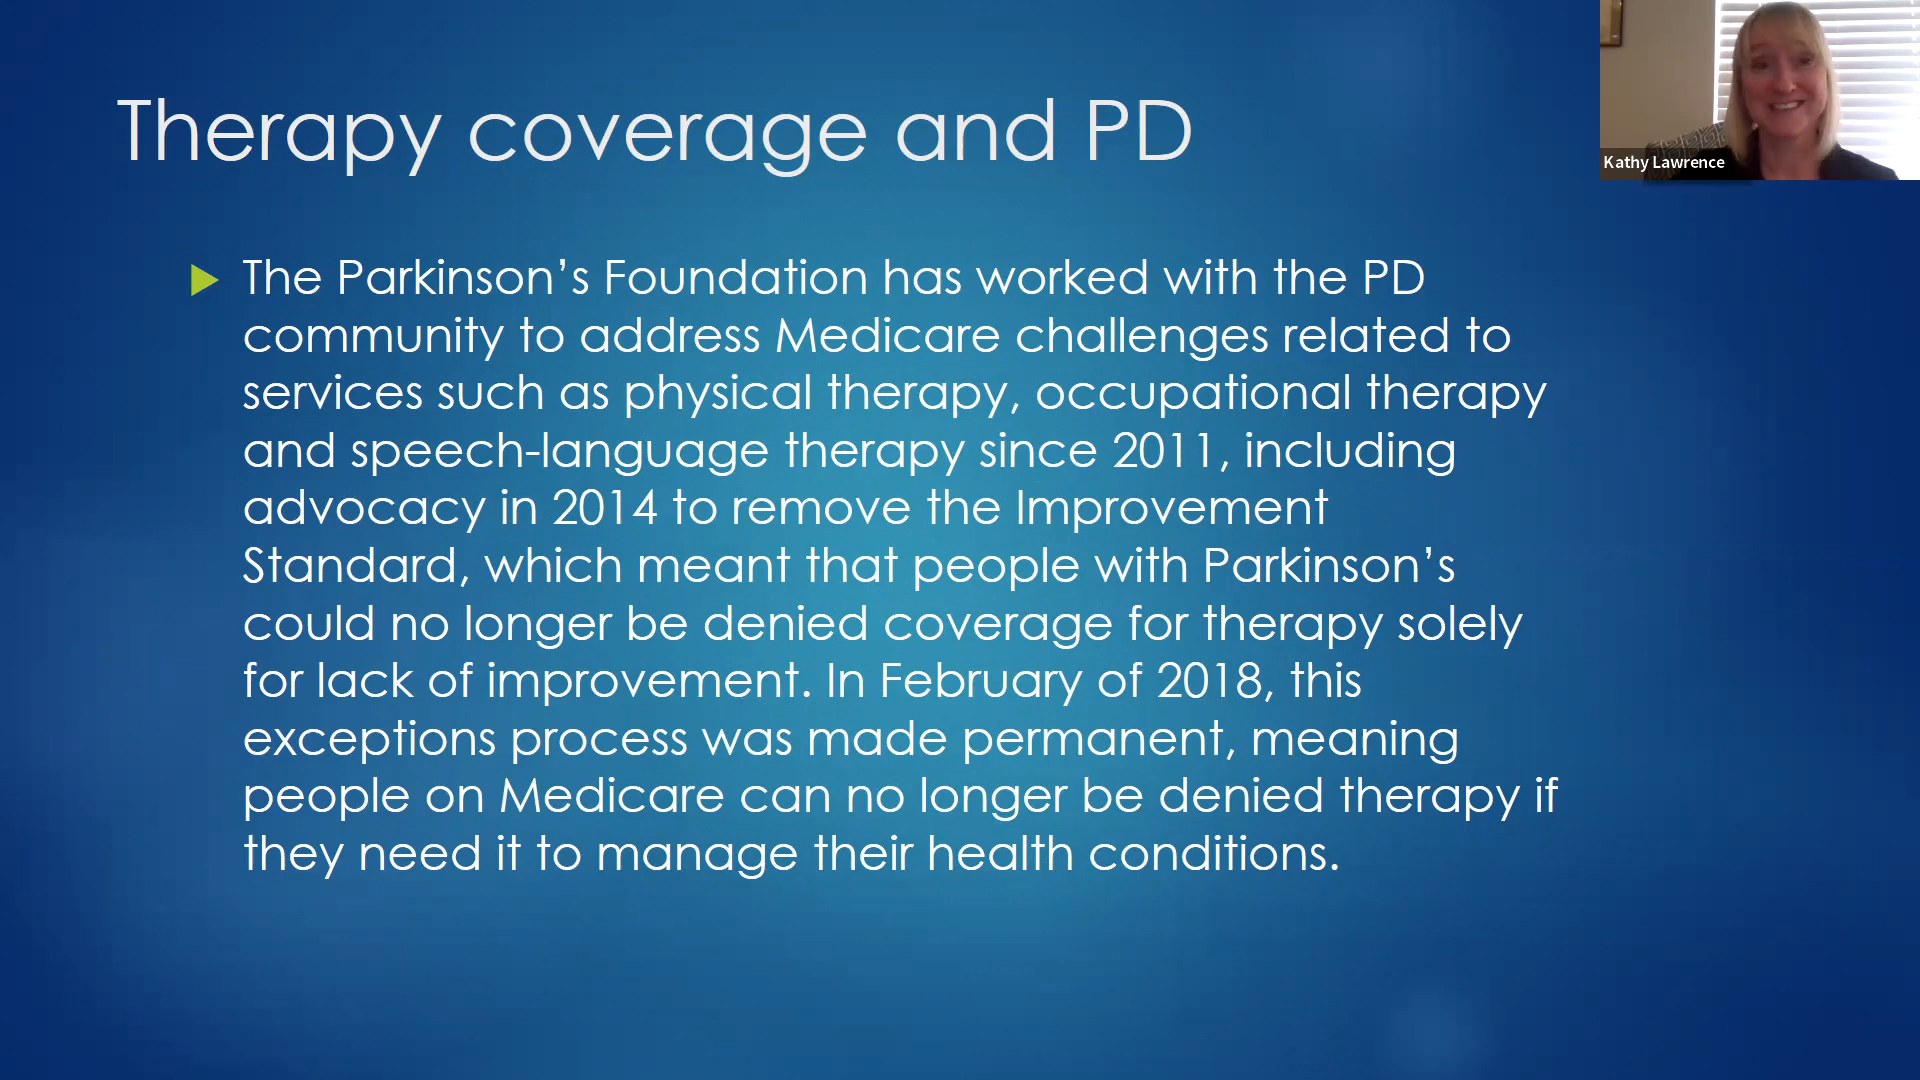 Therapy coverage and PD
Kathy Lawrence
The Parkinson’s Foundation has worked with the PD
community to address Medicare challenges related to
services such as physical therapy, occupational therapy
and speech-language therapy since 2011, including
advocacy in 2014 to remove the Improvement
Standard, which meant that people with Parkinson’s
could no longer be denied coverage for therapy solely
for lack of improvement. In February of 2018, this
exceptions process was made permanent, meaning
people on Medicare can no longer be denied therapy if
they need it to manage their health conditions.